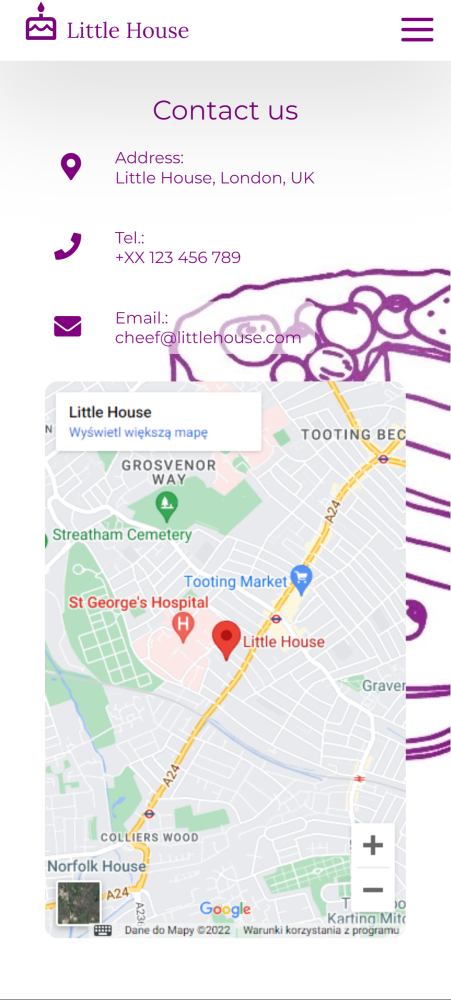 Little House
Contact us
Address:
Little House, London, UK
Tel.:
+XX 123 456 789
Email.:
cheef@littlehouse.com
Little House
Wyświetl większą mapę
N
TOOTING BEC
GROSVENOR
WAY
A24
Streatham Cemetery
Tooting Market
St George's Hospital
H
Little House
Graver
A24
COLLIERS WOOD
+
Norfolk House
−
A24
Google
Karting Mitc
Dane do Mapy ©2022 Warunki korzystania z programu